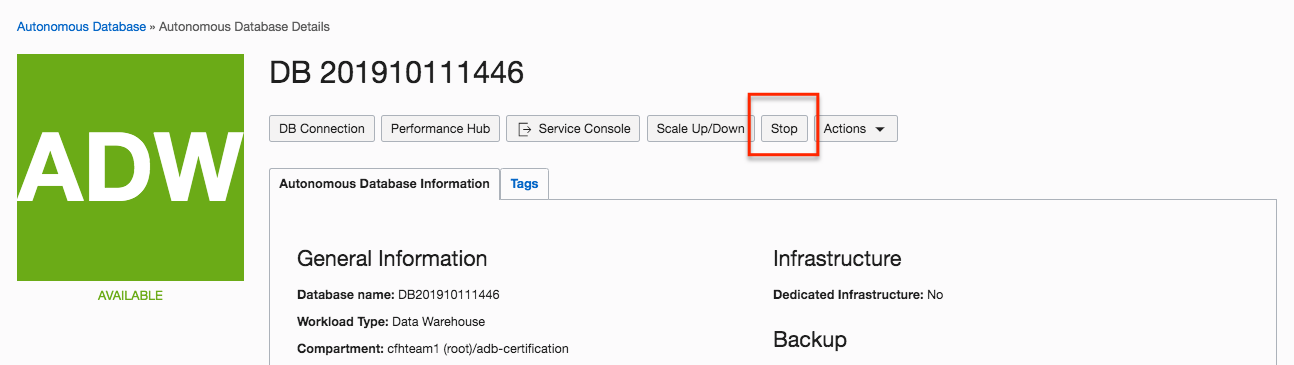 Autonomous Database » Autonomous Database Details
ADW
AVAILABLE
DB 201910111446
DB Connection Performance Hub Service Console Scale Up/Down Stop Actions
Autonomous Database Information Tags
General Information
Database name: DB201910111446
Workload Type: Data Warehouse
Compartment: cfhteam1 (root)/adb-certification
Infrastructure
Dedicated Infrastructure: No
Backup